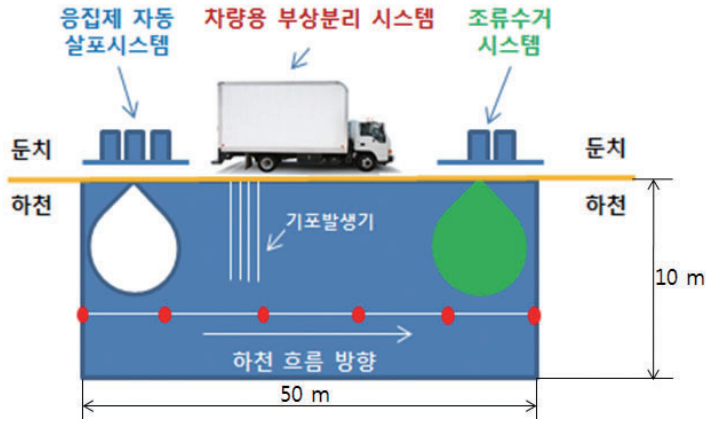 응집제 자동
살포시스템
차량용 부상분리 시스템
조류수거
시스템
둔치
둔치
하천
하천
기포발생기
10 m
하천 흐름 방향
50 m